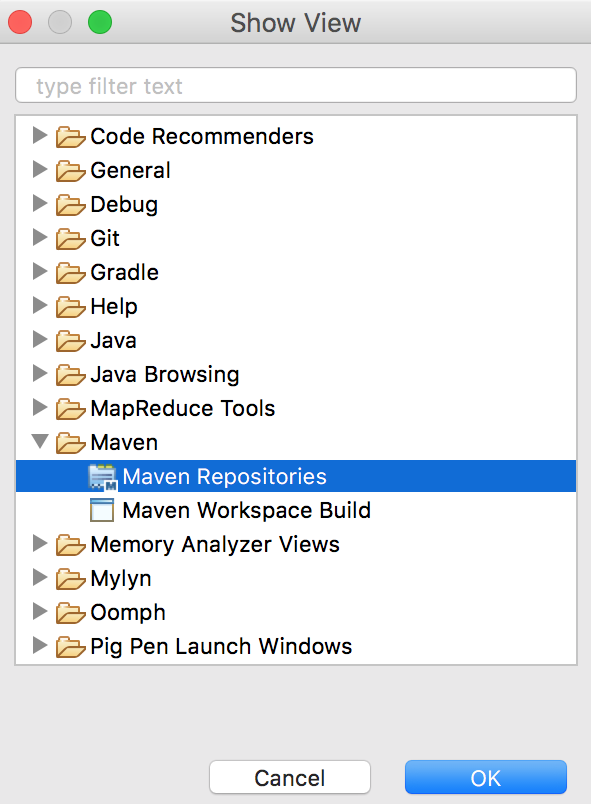 Show View
type filter text
Code Recommenders
General
Debug
Git
Gradle
Help
Java
Java Browsing
MapReduce Tools
Maven
Maven Repositories
Maven Workspace Build
Memory Analyzer Views
Mylyn
Oomph
Pig Pen Launch Windows
Cancel OK